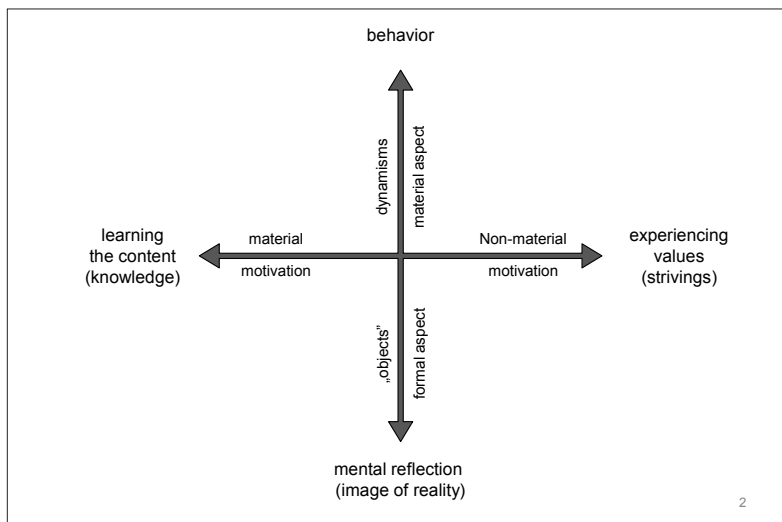 behavior
dynamisms
material aspect
learning
the content
(knowledge)
material
motivation
Non-material
motivation
experiencing
values
(strivings)
„objects”
formal aspect
mental reflection
(image of reality)
2